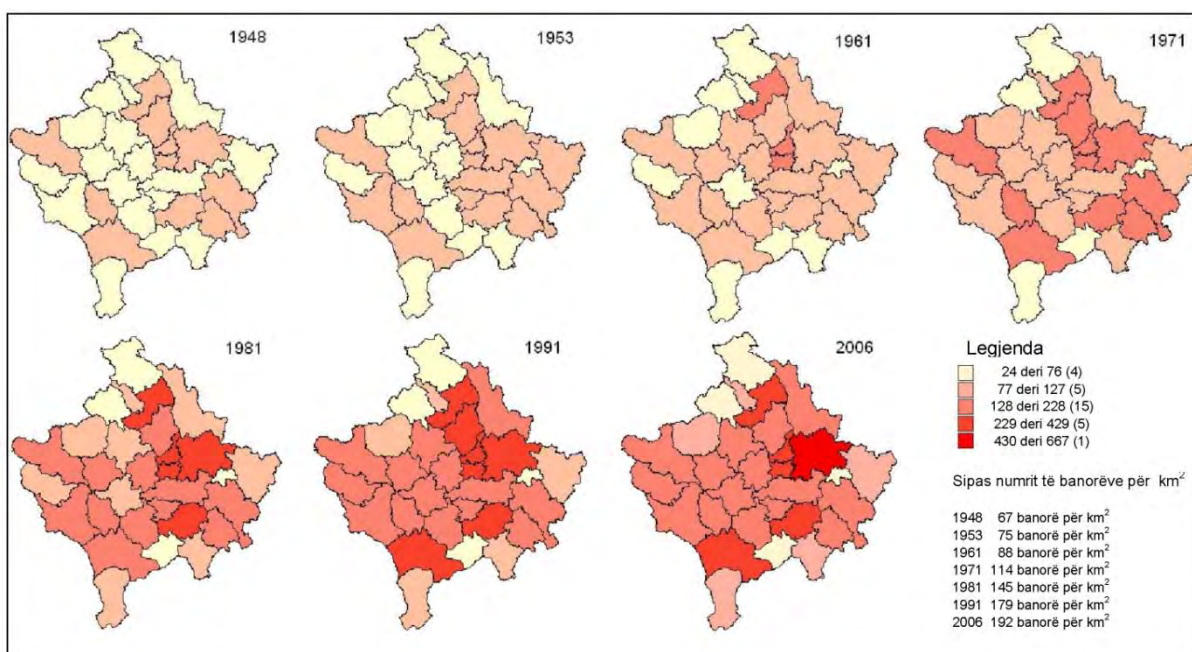 1948
1953
1961
1971
1981
1991
2006
Legjenda
24 deri 76 (4)
77 deri 127 (5)
128 deri 228 (15)
229 deri 429 (5)
430 deri 667 (1)
Sipas numrit të banorëve për km²
1948 67 banorë për km²
1953 75 banorë për km²
1961 88 banorë për km²
1971 114 banorë për km²
1981 145 banorë për km²
1991 179 banorë për km²
2006 192 banorë për km²